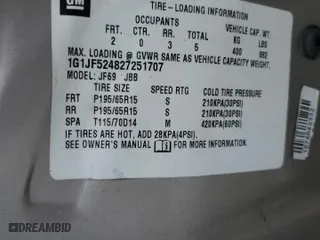 GM
TIRE-LOADING INFORMATION
OCCUPANTS VEHICLE CAP. WT.
FRT. CTR. RR. TOTAL KG LBS
2 0 3 5 400 882
MAX. LOADING @ GVWR SAME AS VEHICLE CAPACITY WT.
1G1JF524827251707
MODEL: JF69 JBB
TIRE SIZE SPEED RTG COLD TIRE PRESSURE
FRT P195/65R15 S 210KPA(30PSI)
RR P195/65R15 S 210KPA(30PSI)
SPA T115/70D14 M 420KPA(60PSI)
IF TIRES ARE HOT, ADD 28KPA(4PSI).
SEE OWNER'S MANUAL FOR ADDITIONAL INFORMATION.
DREAMBID